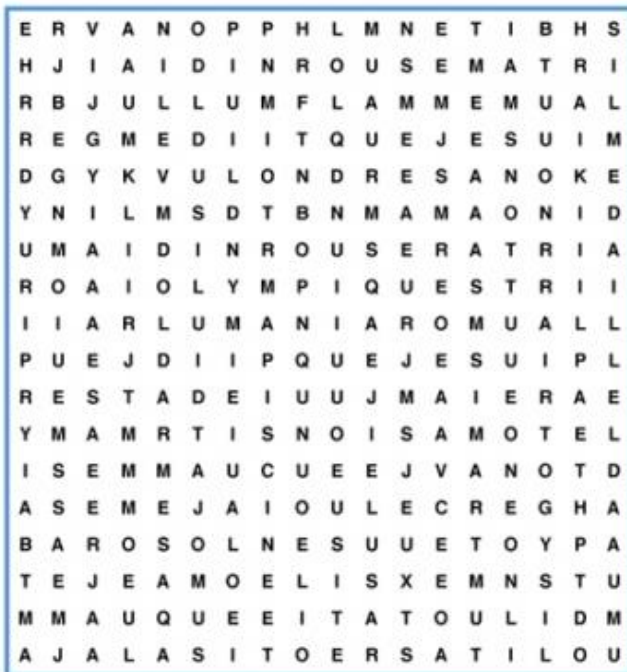 E R V A N O P P H L M N E T I B H S
H J I A I D I N R O U S E M A T R I
R B J U L L U M F L A M M E M U A L
R E G M E D I I T Q U E J E S U I M
D G Y K V U L O N D R E S A N O K E
Y N I L M S D T B N M A M A O N I D
U M A I D I N R O U S E R A T R I A
R O A I O L Y M P I Q U E S T R I I
I I A R L U M A N I A R O M U A L L
P U E J D I I P Q U E J E S U I P L
R E S T A D E I U U J M A I E R A E
Y M A M R T I S N O I S A M O T E L
I S E M M A U C U E E J V A N O T D
A S E M E J A I O U L E C R E G H A
B A R O S O L N E S U U E T O Y P A
T E J E A M O E L I S X E M N S T U
M M A U Q U E E I T A T O U L I D M
A J A L A S I T O E R S A T I L O U